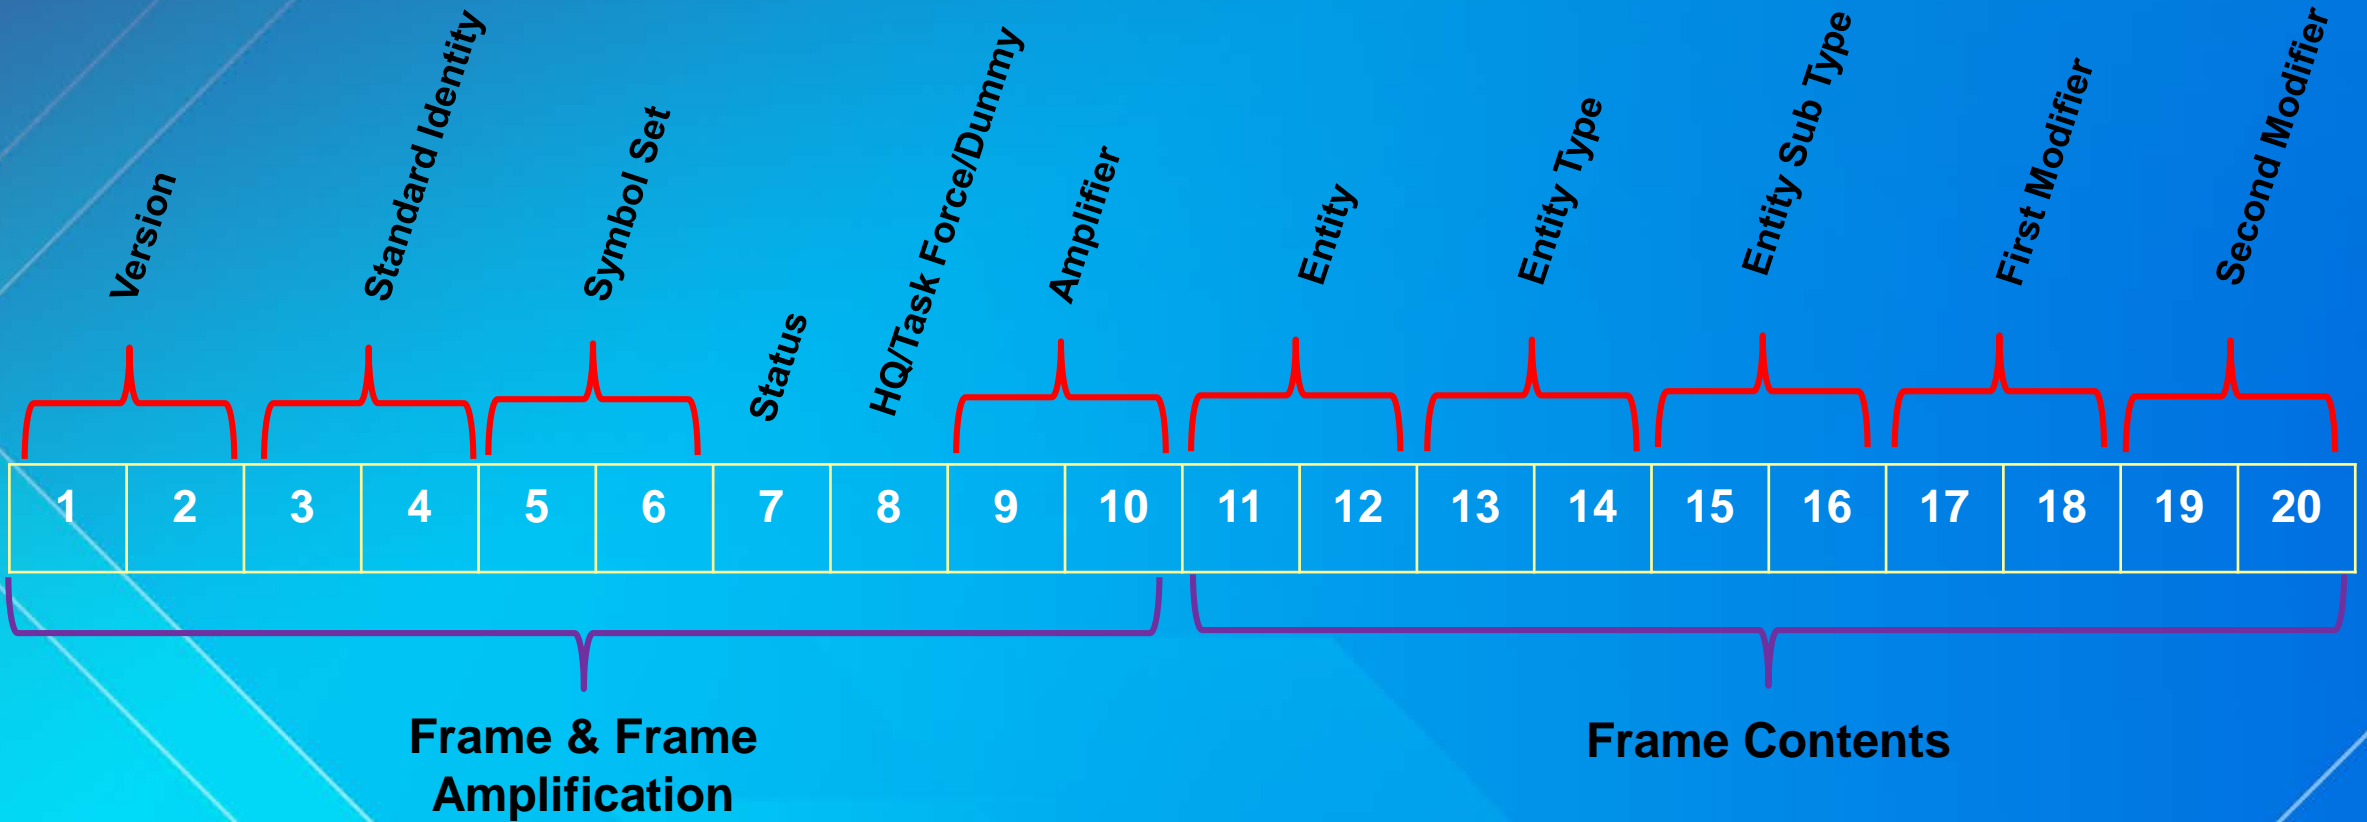 Version
Standard Identity
Symbol Set
Status
HQ/Task Force/Dummy
Amplifier
Entity
Entity Type
Entity Sub Type
First Modifier
Second Modifier
1 2 3 4 5 6 7 8 9 10 11 12 13 14 15 16 17 18 19 20
Frame & Frame
Amplification
Frame Contents